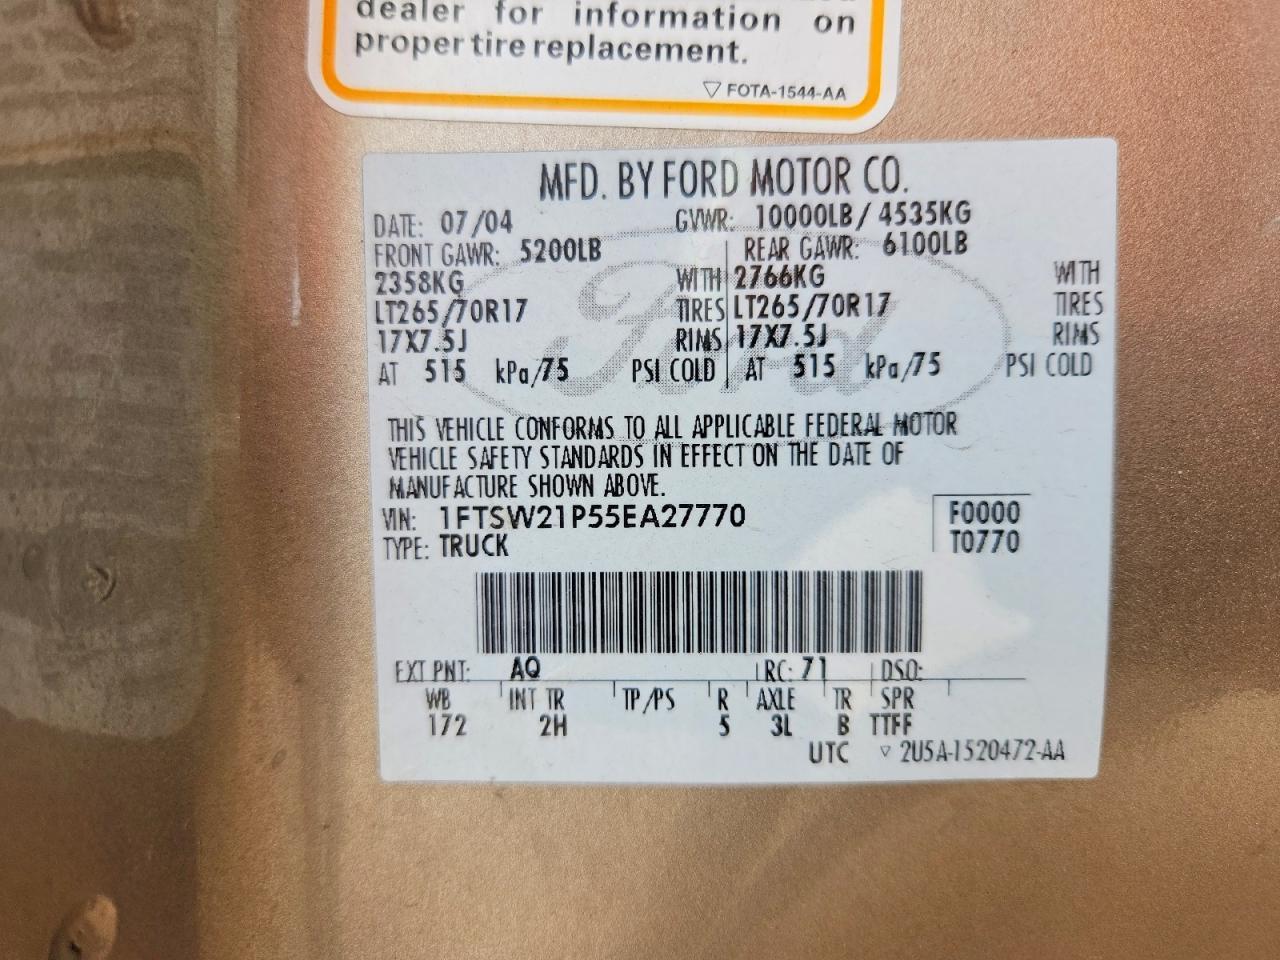 dealer for information on
proper tire replacement.
▽ FOTA-1544-AA
MFD. BY FORD MOTOR CO.
DATE: 07/04 GVWR: 10000LB / 4535KG
FRONT GAWR: 5200LB REAR GAWR: 6100LB
2358KG WITH 2766KG WITH
LT265/70R17 TIRES LT265/70R17 TIRES
17X7.5J RIMS 17X7.5J RIMS
AT 515 kPa/75 PSI COLD AT 515 kPa/75 PSI COLD
Ford
THIS VEHICLE CONFORMS TO ALL APPLICABLE FEDERAL MOTOR
VEHICLE SAFETY STANDARDS IN EFFECT ON THE DATE OF
MANUFACTURE SHOWN ABOVE.
VIN: 1FTSW21P55EA27770 F0000
TYPE: TRUCK T0770
EXT PNT: AQ RC: 71 DSO:
WB INT TR TP/PS R AXLE TR SPR
172 2H 5 3L B TTFF
UTC ▽ 2U5A-1520472-AA